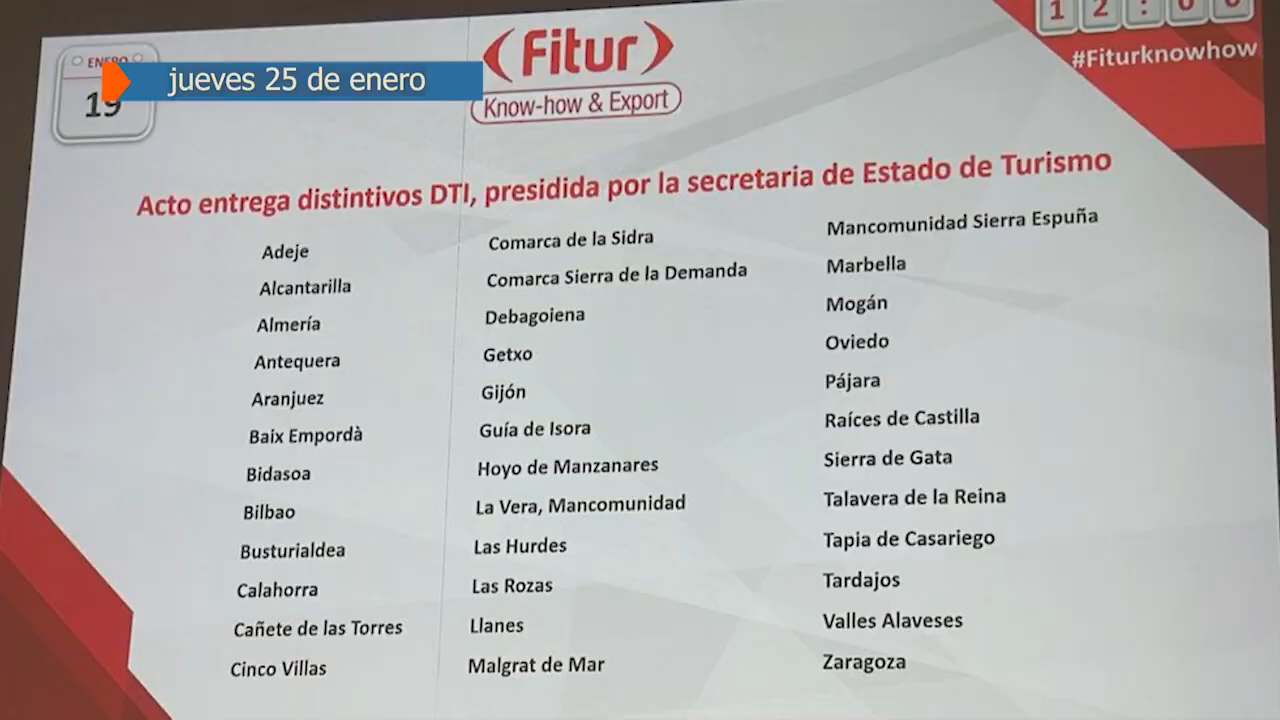 ENERO
19
jueves 25 de enero
Fitur
Know-how & Export
#Fiturknowhow
Acto entrega distintivos DTI, presidida por la secretaria de Estado de Turismo
Adeje
Alcantarilla
Almería
Antequera
Aranjuez
Baix Empordà
Bidasoa
Bilbao
Busturialdea
Calahorra
Cañete de las Torres
Cinco Villas
Comarca de la Sidra
Comarca Sierra de la Demanda
Debagoiena
Getxo
Gijón
Guía de Isora
Hoyo de Manzanares
La Vera, Mancomunidad
Las Hurdes
Las Rozas
Llanes
Malgrat de Mar
Mancomunidad Sierra Espuña
Marbella
Mogán
Oviedo
Pájara
Raíces de Castilla
Sierra de Gata
Talavera de la Reina
Tapia de Casariego
Tardajos
Valles Alaveses
Zaragoza